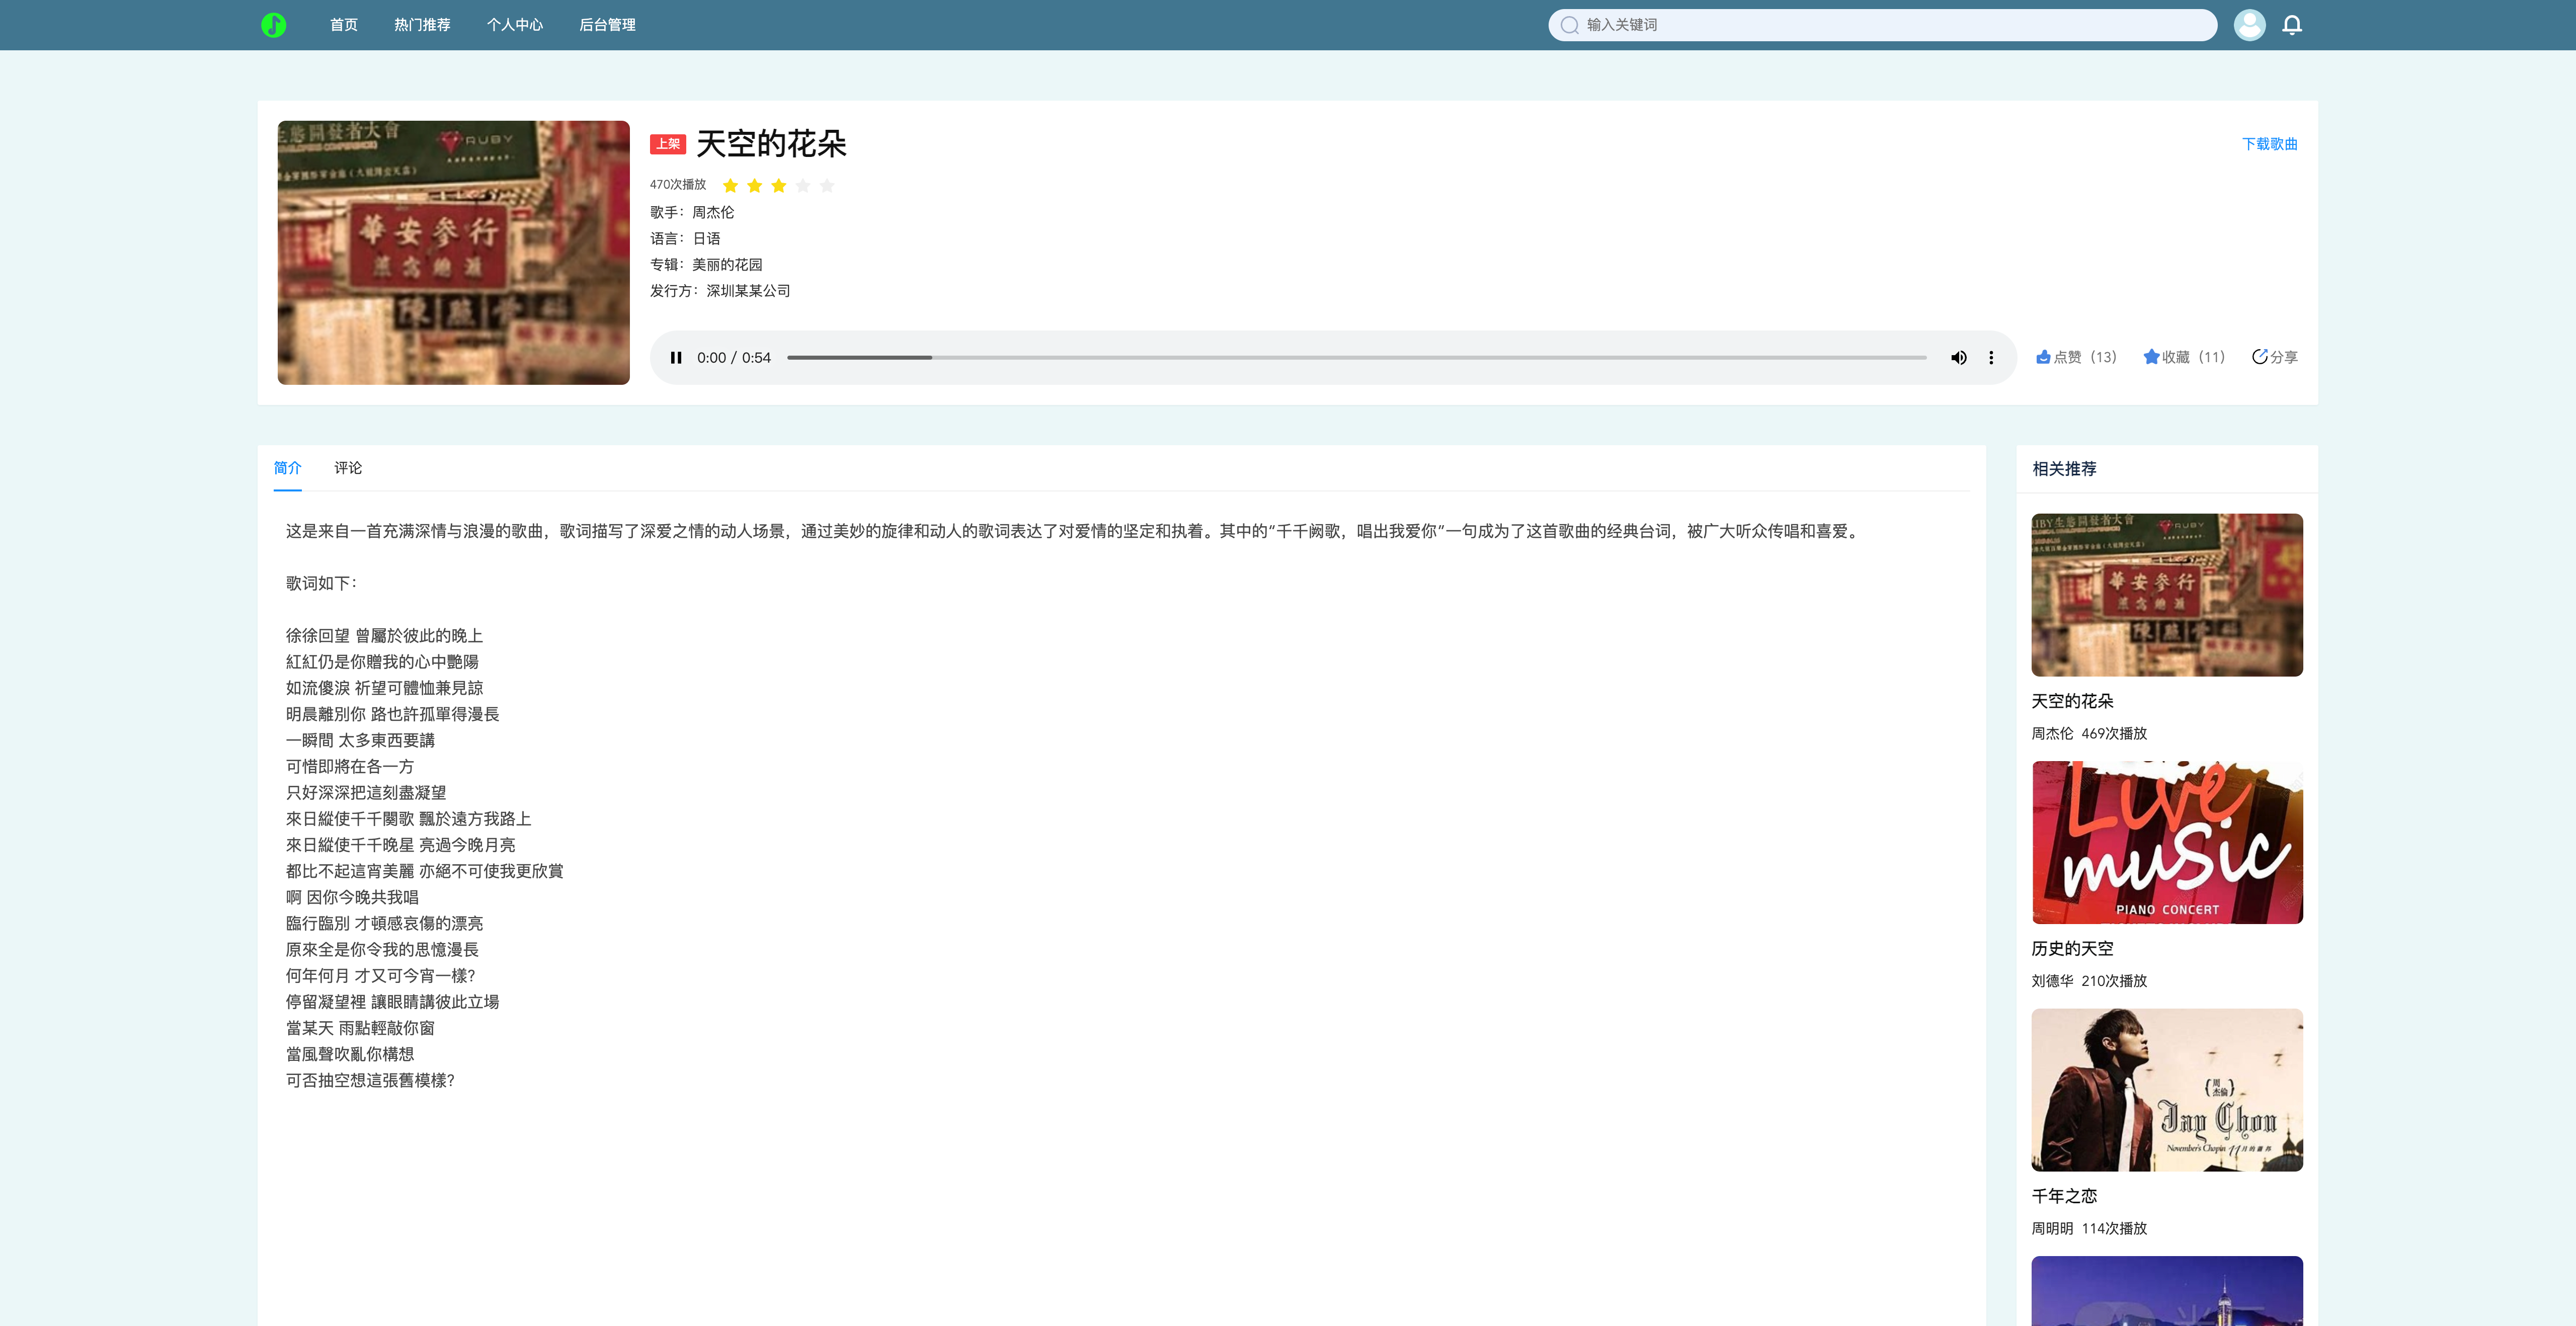 首页
热门推荐
个人中心
后台管理
输入关键词
RUBY
華安参行
上架
天空的花朵
下载歌曲
470次播放
歌手：周杰伦
语言：日语
专辑：美丽的花园
发行方：深圳某某公司
0:00 / 0:54
点赞（13）
收藏（11）
分享
简介
评论
这是来自一首充满深情与浪漫的歌曲，歌词描写了深爱之情的动人场景，通过美妙的旋律和动人的歌词表达了对爱情的坚定和执着。其中的“千千阙歌，唱出我爱你”一句成为了这首歌曲的经典台词，被广大听众传唱和喜爱。
歌词如下：
徐徐回望 曾屬於彼此的晚上
紅紅仍是你贈我的心中艷陽
如流傻淚 祈望可體恤兼見諒
明晨離別你 路也許孤單得漫長
一瞬間 太多東西要講
可惜即將在各一方
只好深深把這刻盡凝望
來日縱使千千闋歌 飄於遠方我路上
來日縱使千千晚星 亮過今晚月亮
都比不起這宵美麗 亦絕不可使我更欣賞
啊 因你今晚共我唱
臨行臨別 才頓感哀傷的漂亮
原來全是你令我的思憶漫長
何年何月 才又可今宵一樣？
停留凝望裡 讓眼睛講彼此立場
當某天 雨點輕敲你窗
當風聲吹亂你構想
可否抽空想這張舊模樣？
相关推荐
RUBY
華安参行
天空的花朵
周杰伦 469次播放
Live
music
PIANO CONCERT
历史的天空
刘德华 210次播放
{周杰倫}
Jay Chou
November's Chopin 11月的蕭邦
千年之恋
周明明 114次播放